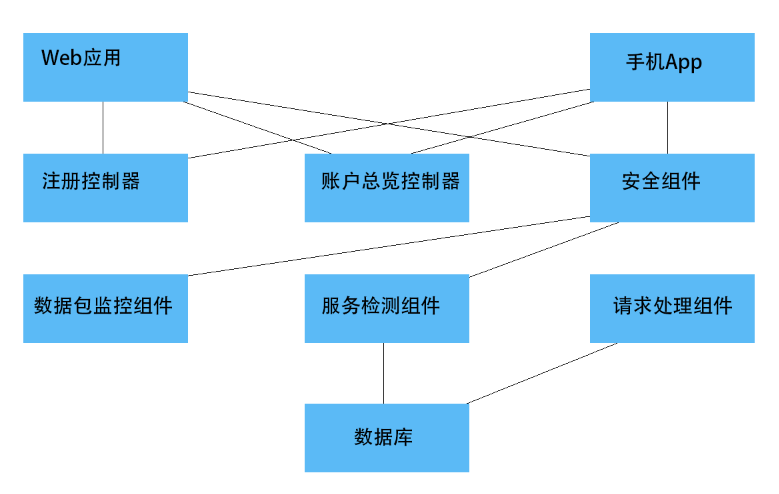 Web应用
手机App
注册控制器
账户总览控制器
安全组件
数据包监控组件
服务检测组件
请求处理组件
数据库